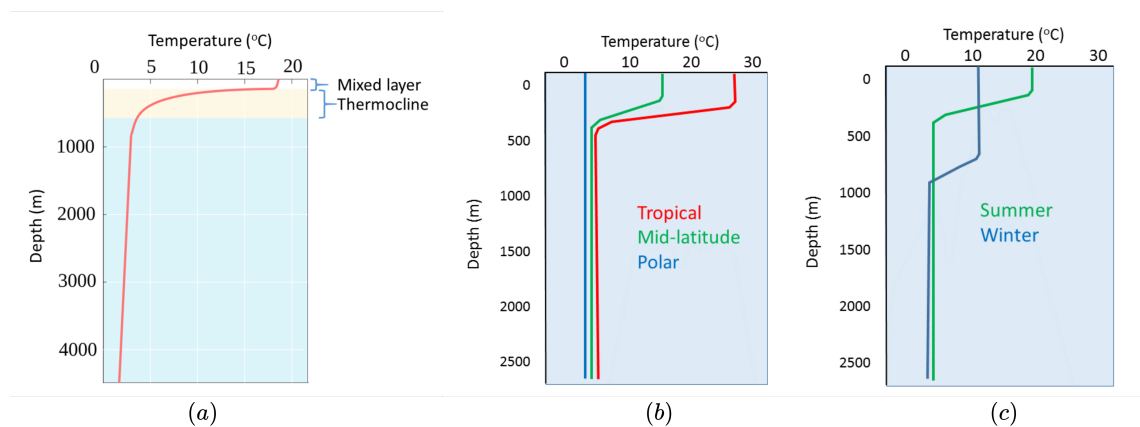 Temperature (°C)
0 5 10 15 20
Mixed layer
Thermocline
1000
2000
3000
4000
Depth (m)
(a)
Temperature (°C)
0 10 20 30
0
500
1000
1500
2000
2500
Depth (m)
Tropical
Mid-latitude
Polar
(b)
Temperature (°C)
0 10 20 30
0
500
1000
1500
2000
2500
Depth (m)
Summer
Winter
(c)